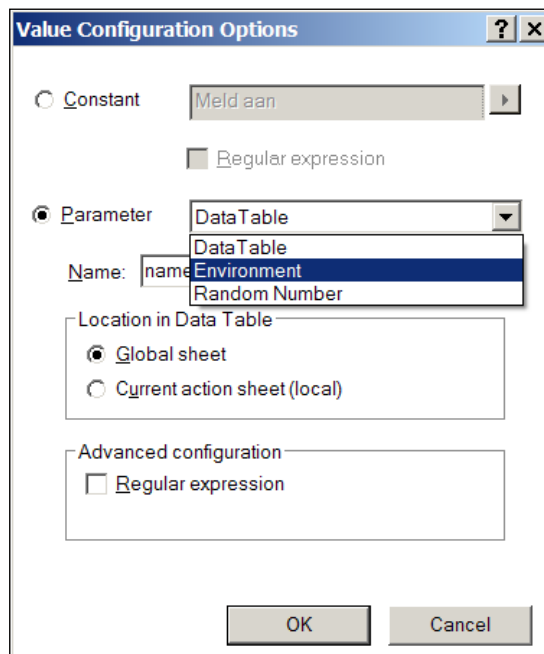 Value Configuration Options
Constant
Meld aan
Regular expression
Parameter
DataTable
DataTable
Name: name
Environment
Random Number
Location in Data Table
Global sheet
Current action sheet (local)
Advanced configuration
Regular expression
OK
Cancel